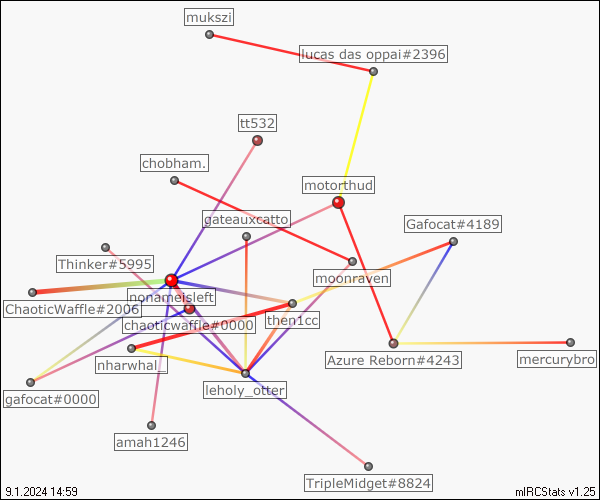 mukszi
lucas das oppai#2396
tt532
chobham.
motorthud
gateauxcatto
Gafocat#4189
Thinker#5995
moonraven
nonameisleft
ChaoticWaffle#2006
chaoticwaffle#0000
then1cc
Azure Reborn#4243
mercurybro
nharwhal_
leholy_otter
gafocat#0000
amah1246
TripleMidget#8824
9.1.2024 14:59
mIRCStats v1.25